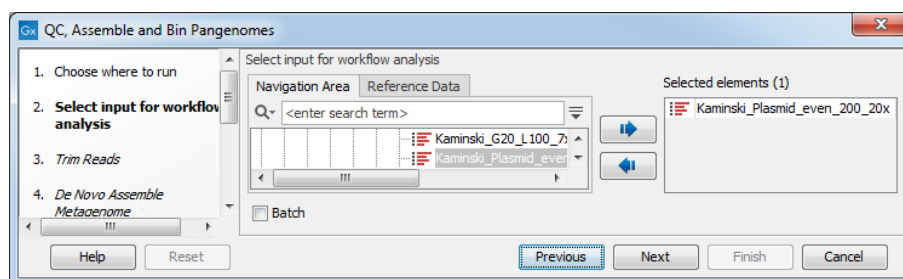 Gx QC, Assemble and Bin Pangenomes
1. Choose where to run
2. Select input for workflow
analysis
3. Trim Reads
4. De Novo Assemble
Metagenome
Select input for workflow analysis
Navigation Area Reference Data
<enter search term>
Kaminski_G20_L100_7
Kaminski_Plasmid_even
Batch
Selected elements (1)
Kaminski_Plasmid_even_200_20x
Help Reset Previous Next Finish Cancel